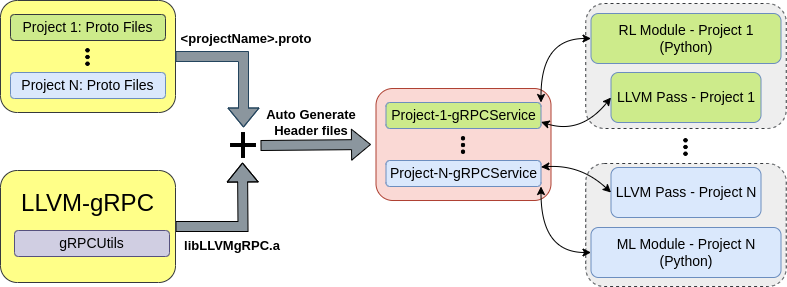 Project 1: Proto Files
Project N: Proto Files
<projectName>.proto
LLVM-gRPC
gRPCUtils
libLLVMgRPC.a
Auto Generate
Header files
Project-1-gRPCService
Project-N-gRPCService
RL Module - Project 1
(Python)
LLVM Pass - Project 1
LLVM Pass - Project N
ML Module - Project N
(Python)